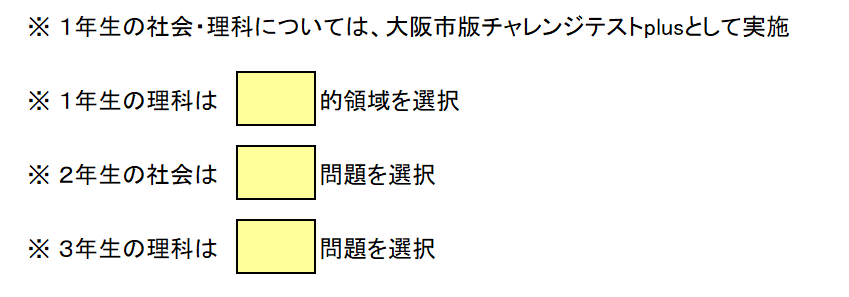 ※ １年生の社会・理科については、大阪市版チャレンジテストplusとして実施
※ １年生の理科は 的領域を選択
※ ２年生の社会は 問題を選択
※ ３年生の理科は 問題を選択